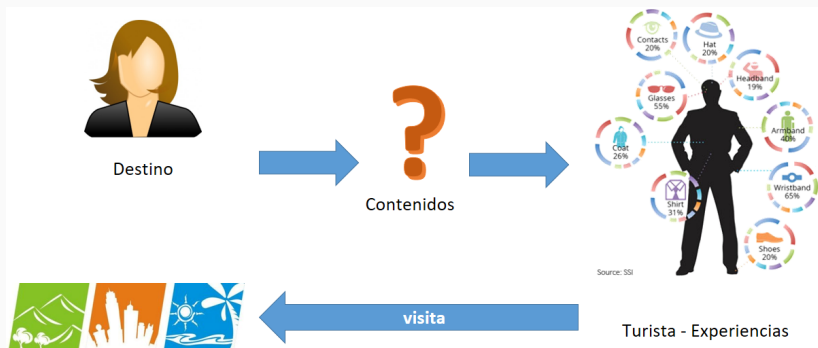 Destino
?
Contenidos
Contacts
20%
Hat
20%
Headband
19%
Glasses
55%
Armband
40%
Coat
26%
Wristband
65%
Shirt
31%
Shoes
20%
Source: SSI
Turista - Experiencias
visita